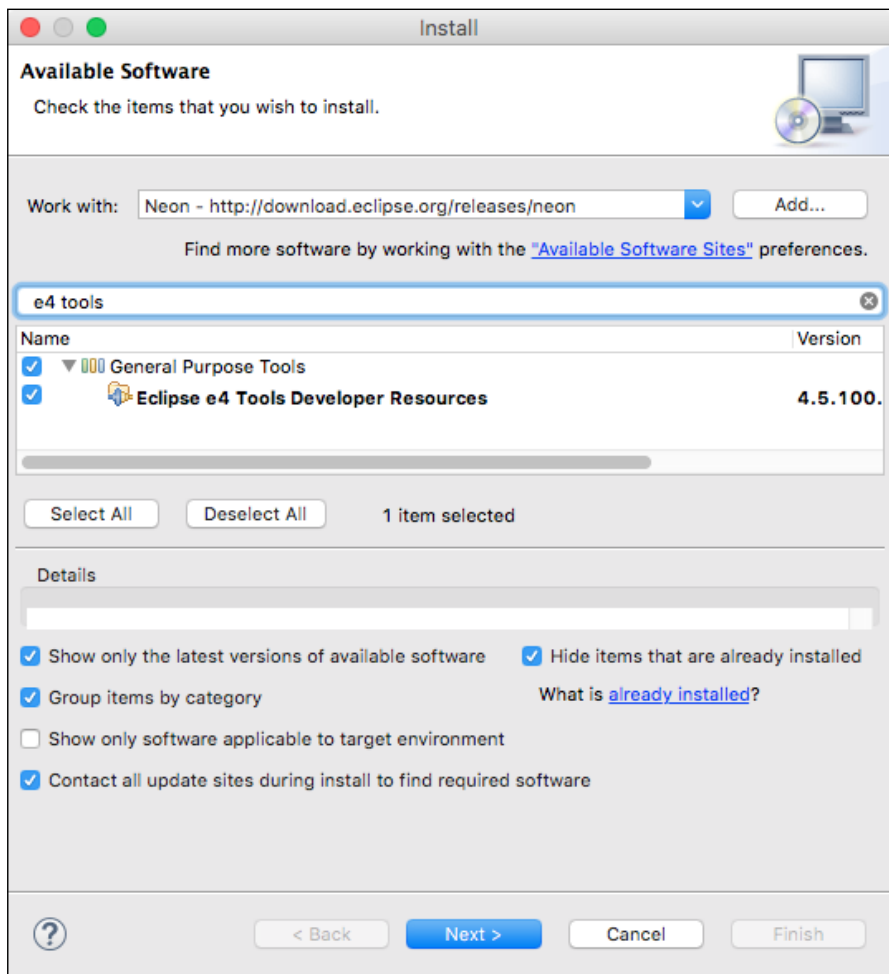 Install
Available Software
Check the items that you wish to install.
Work with: Neon - http://download.eclipse.org/releases/neon Add...
Find more software by working with the "Available Software Sites" preferences.
e4 tools
Name Version
General Purpose Tools
Eclipse e4 Tools Developer Resources 4.5.100.
Select All Deselect All 1 item selected
Details
Show only the latest versions of available software Hide items that are already installed
Group items by category What is already installed?
Show only software applicable to target environment
Contact all update sites during install to find required software
? < Back Next > Cancel Finish